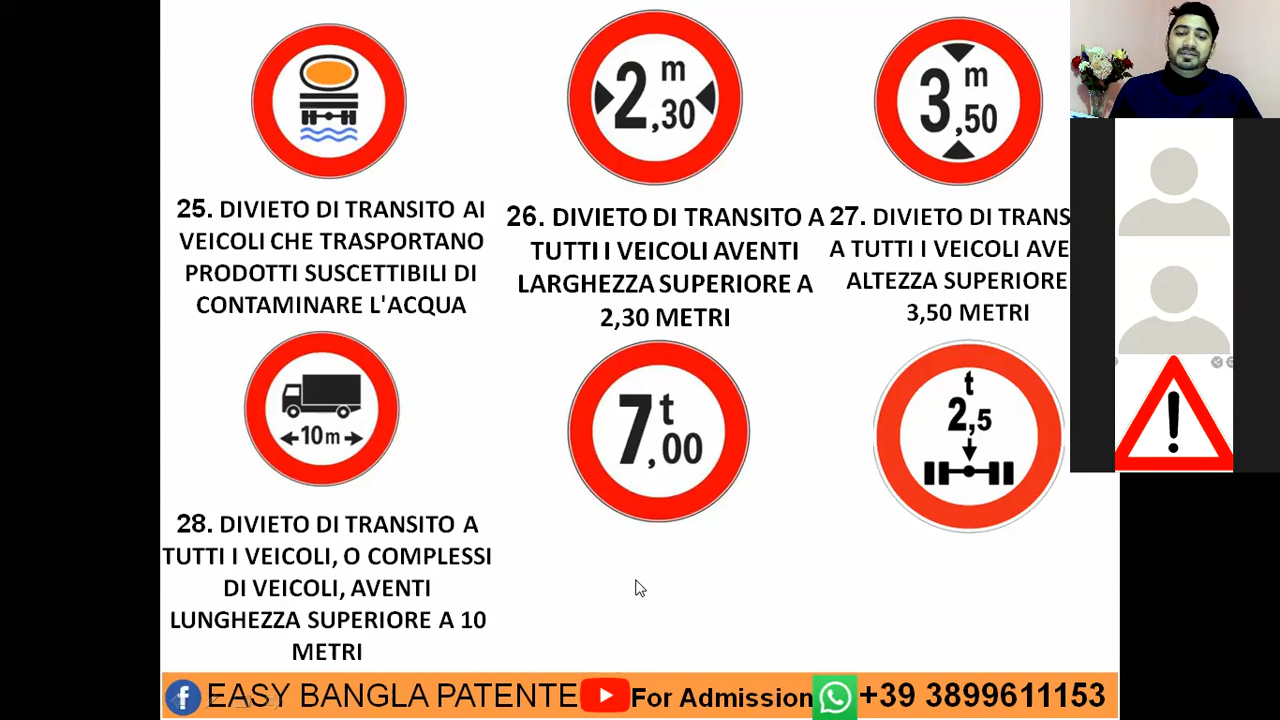 2,30 m
3,50 m
25. DIVIETO DI TRANSITO AI
VEICOLI CHE TRASPORTANO
PRODOTTI SUSCETTIBILI DI
CONTAMINARE L'ACQUA
26. DIVIETO DI TRANSITO A
TUTTI I VEICOLI AVENTI
LARGHEZZA SUPERIORE A
2,30 METRI
27. DIVIETO DI TRANS
A TUTTI I VEICOLI AVE
ALTEZZA SUPERIORE
3,50 METRI
10m
7,00 t
t
2,5
28. DIVIETO DI TRANSITO A
TUTTI I VEICOLI, O COMPLESSI
DI VEICOLI, AVENTI
LUNGHEZZA SUPERIORE A 10
METRI
!
EASY BANGLA PATENTE For Admission +39 3899611153